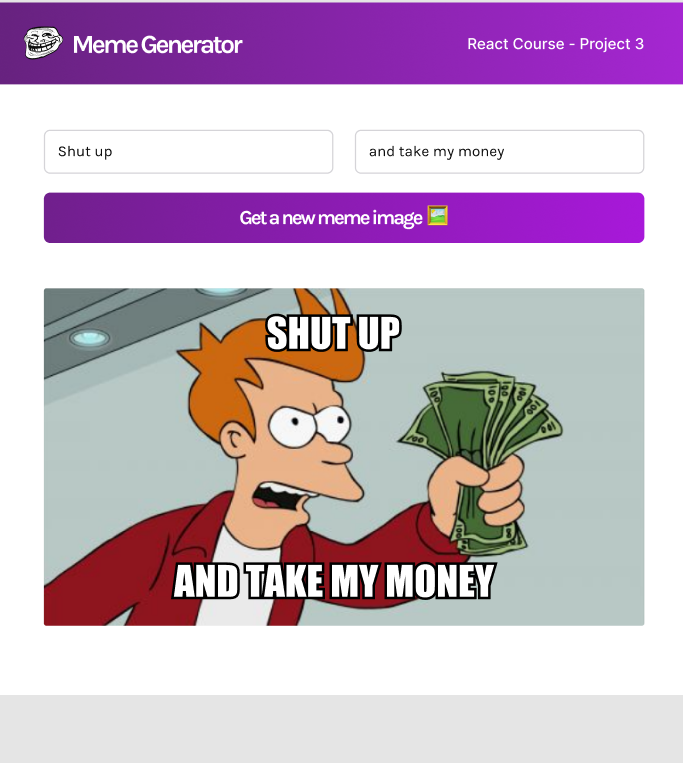 Meme Generator
React Course - Project 3
Shut up
and take my money
Get a new meme image 🖼️
SHUT UP
AND TAKE MY MONEY